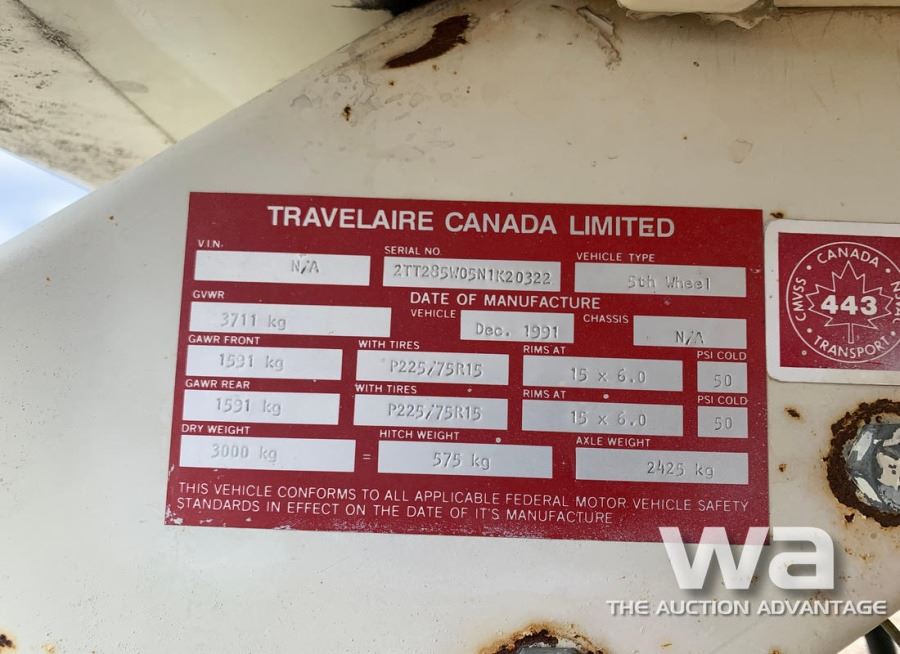 TRAVELAIRE CANADA LIMITED
V.I.N. SERIAL NO. VEHICLE TYPE
N/A 2TT285W05N1K20322 5th Wheel
GVWR DATE OF MANUFACTURE
3711 kg VEHICLE Dec. 1991 CHASSIS N/A
GAWR FRONT WITH TIRES RIMS AT PSI COLD
1591 kg P225/75R15 15 x 6.0 50
GAWR REAR WITH TIRES RIMS AT PSI COLD
1591 kg P225/75R15 15 x 6.0 50
DRY WEIGHT HITCH WEIGHT AXLE WEIGHT
3000 kg = 575 kg 2425 kg
THIS VEHICLE CONFORMS TO ALL APPLICABLE FEDERAL MOTOR VEHICLE SAFETY
STANDARDS IN EFFECT ON THE DATE OF IT'S MANUFACTURE
CANADA
CMVSS 443 NSVAC
TRANSPORT
wa
THE AUCTION ADVANTAGE